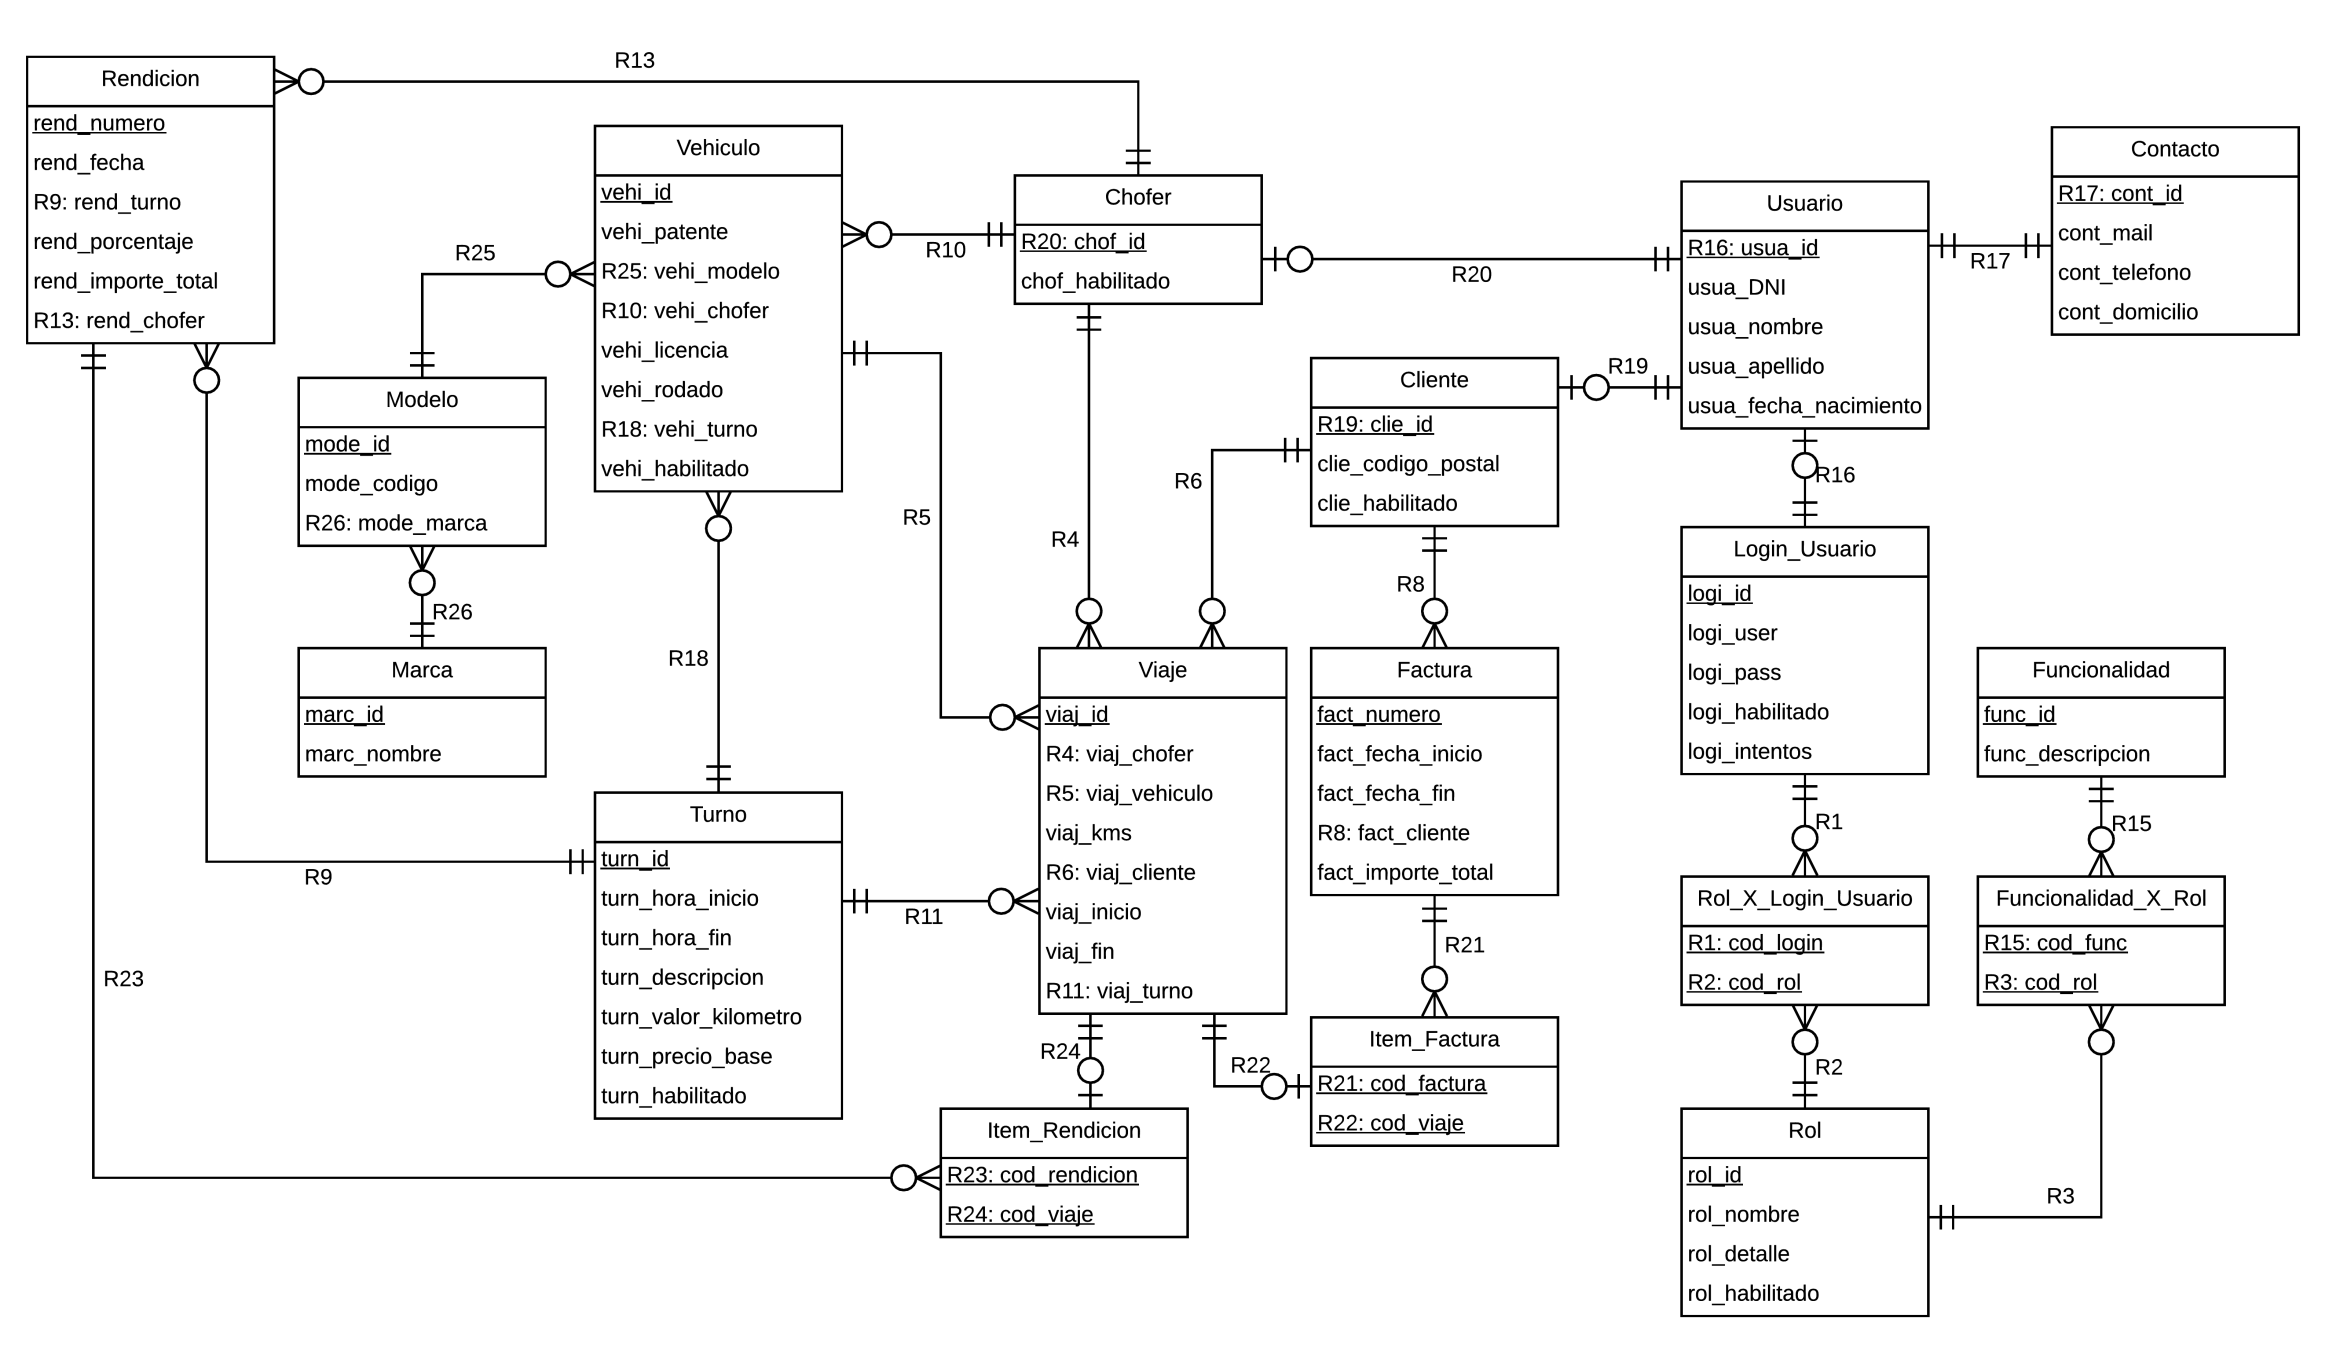 R13
Rendicion
rend_numero
rend_fecha
R9: rend_turno
rend_porcentaje
rend_importe_total
R13: rend_chofer
Vehiculo
vehi_id
vehi_patente
R25: vehi_modelo
R10: vehi_chofer
vehi_licencia
vehi_rodado
R18: vehi_turno
vehi_habilitado
Chofer
R20: chof_id
chof_habilitado
Usuario
R16: usua_id
usua_DNI
usua_nombre
usua_apellido
usua_fecha_nacimiento
Contacto
R17: cont_id
cont_mail
cont_telefono
cont_domicilio
R25
R10
R20
R17
Modelo
mode_id
mode_codigo
R26: mode_marca
Cliente
R19: clie_id
clie_codigo_postal
clie_habilitado
R19
R6
R16
R5
R4
R8
R26
R18
Marca
marc_id
marc_nombre
Login_Usuario
logi_id
logi_user
logi_pass
logi_habilitado
logi_intentos
Viaje
viaj_id
R4: viaj_chofer
R5: viaj_vehiculo
viaj_kms
R6: viaj_cliente
viaj_inicio
viaj_fin
R11: viaj_turno
Factura
fact_numero
fact_fecha_inicio
fact_fecha_fin
R8: fact_cliente
fact_importe_total
Funcionalidad
func_id
func_descripcion
Turno
turn_id
turn_hora_inicio
turn_hora_fin
turn_descripcion
turn_valor_kilometro
turn_precio_base
turn_habilitado
R1
R15
R9
R11
R23
R21
Rol_X_Login_Usuario
R1: cod_login
R2: cod_rol
Funcionalidad_X_Rol
R15: cod_func
R3: cod_rol
R24
R22
R2
Item_Factura
R21: cod_factura
R22: cod_viaje
Item_Rendicion
R23: cod_rendicion
R24: cod_viaje
Rol
rol_id
rol_nombre
rol_detalle
rol_habilitado
R3